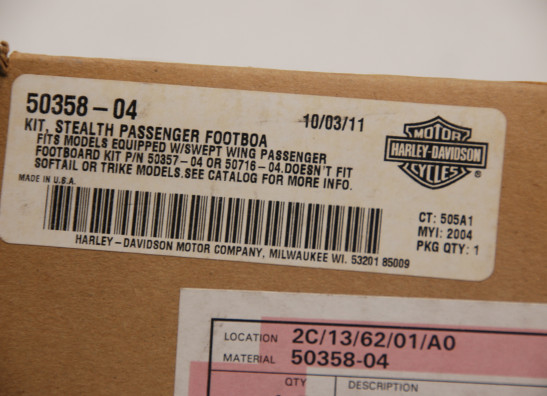 50358-04
10/03/11
KIT, STEALTH PASSENGER FOOTBOA
FITS MODELS EQUIPPED W/SWEPT WING PASSENGER
FOOTBOARD KIT P/N 50357-04 OR 50716-04.DOESN'T FIT
SOFTAIL OR TRIKE MODELS.SEE CATALOG FOR MORE INFO.
MADE IN U.S.A.
MOTOR
HARLEY-DAVIDSON
CYCLES
®
CT: 505A1
MYI: 2004
PKG QTY: 1
HARLEY-DAVIDSON MOTOR COMPANY, MILWAUKEE WI. 53201 85009
LOCATION 2C/13/62/01/A0
MATERIAL 50358-04
QTY DESCRIPTION